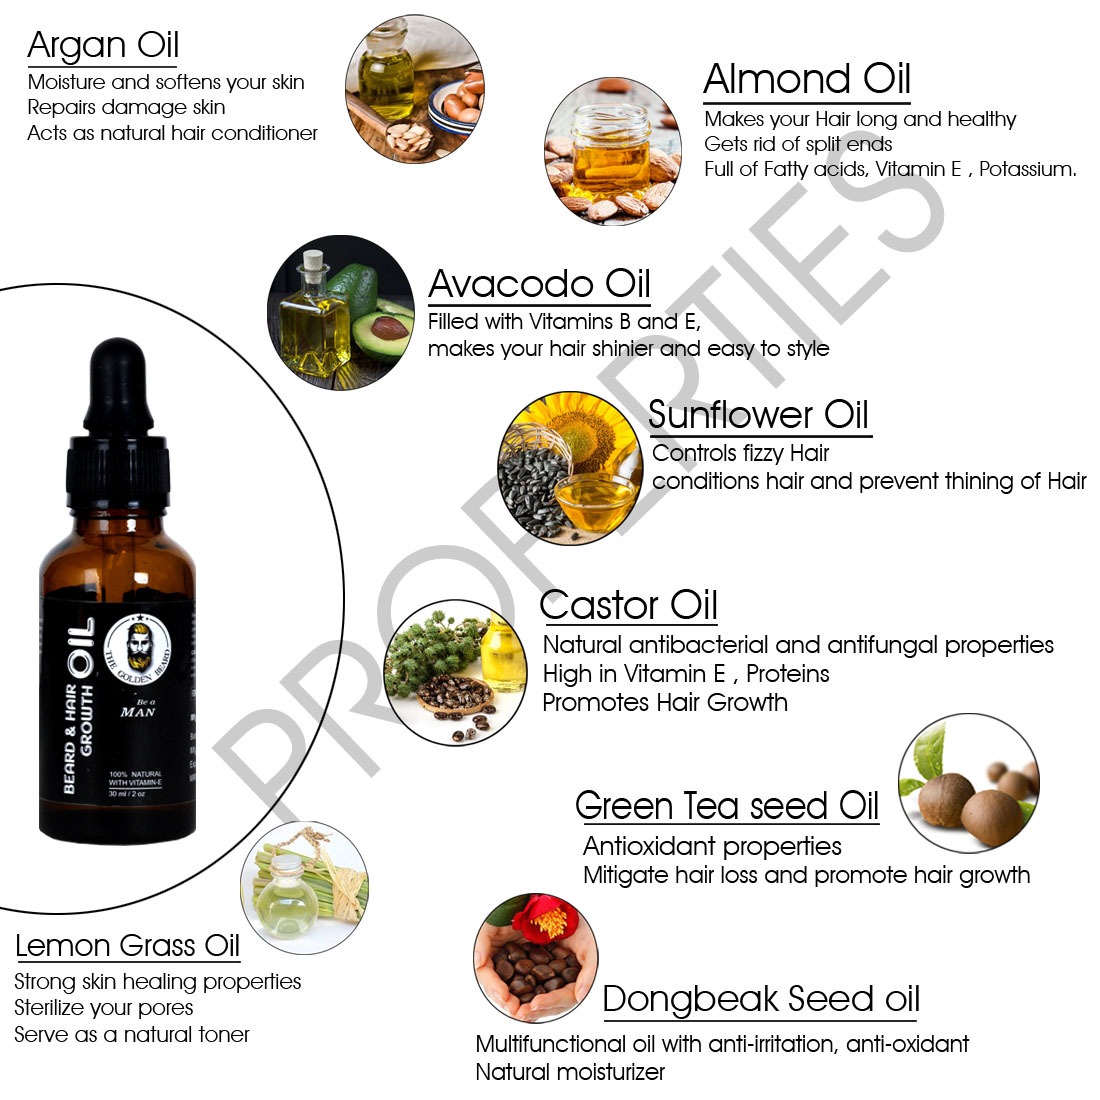 Argan Oil
Moisture and softens your skin
Repairs damage skin
Acts as natural hair conditioner
Almond Oil
Makes your Hair long and healthy
Gets rid of split ends
Full of Fatty acids, Vitamin E , Potassium.
Avacodo Oil
Filled with Vitamins B and E,
makes your hair shinier and easy to style
Sunflower Oil
Controls fizzy Hair
conditions hair and prevent thining of Hair
Castor Oil
Natural antibacterial and antifungal properties
High in Vitamin E , Proteins
Promotes Hair Growth
Green Tea seed Oil
Antioxidant properties
Mitigate hair loss and promote hair growth
Dongbeak Seed oil
Multifunctional oil with anti-irritation, anti-oxidant
Natural moisturizer
Lemon Grass Oil
Strong skin healing properties
Sterilize your pores
Serve as a natural toner
PROPERTIES
BEARD & HAIR
GROWTH
OIL
THE GOLDEN BEARD
Be a
MAN
100% NATURAL
WITH VITAMIN-E
30 ml / 2 oz